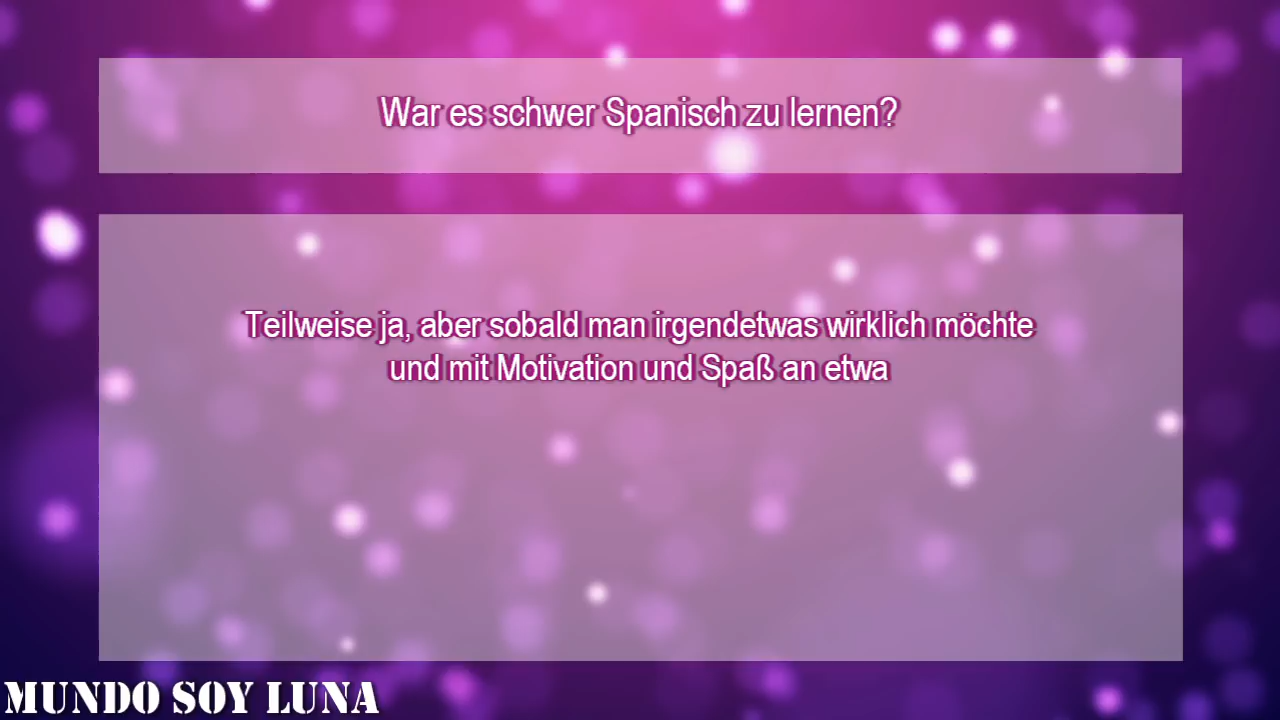 War es schwer Spanisch zu lernen?
Teilweise ja, aber sobald man irgendetwas wirklich möchte
und mit Motivation und Spaß an etwa
MUNDO SOY LUNA